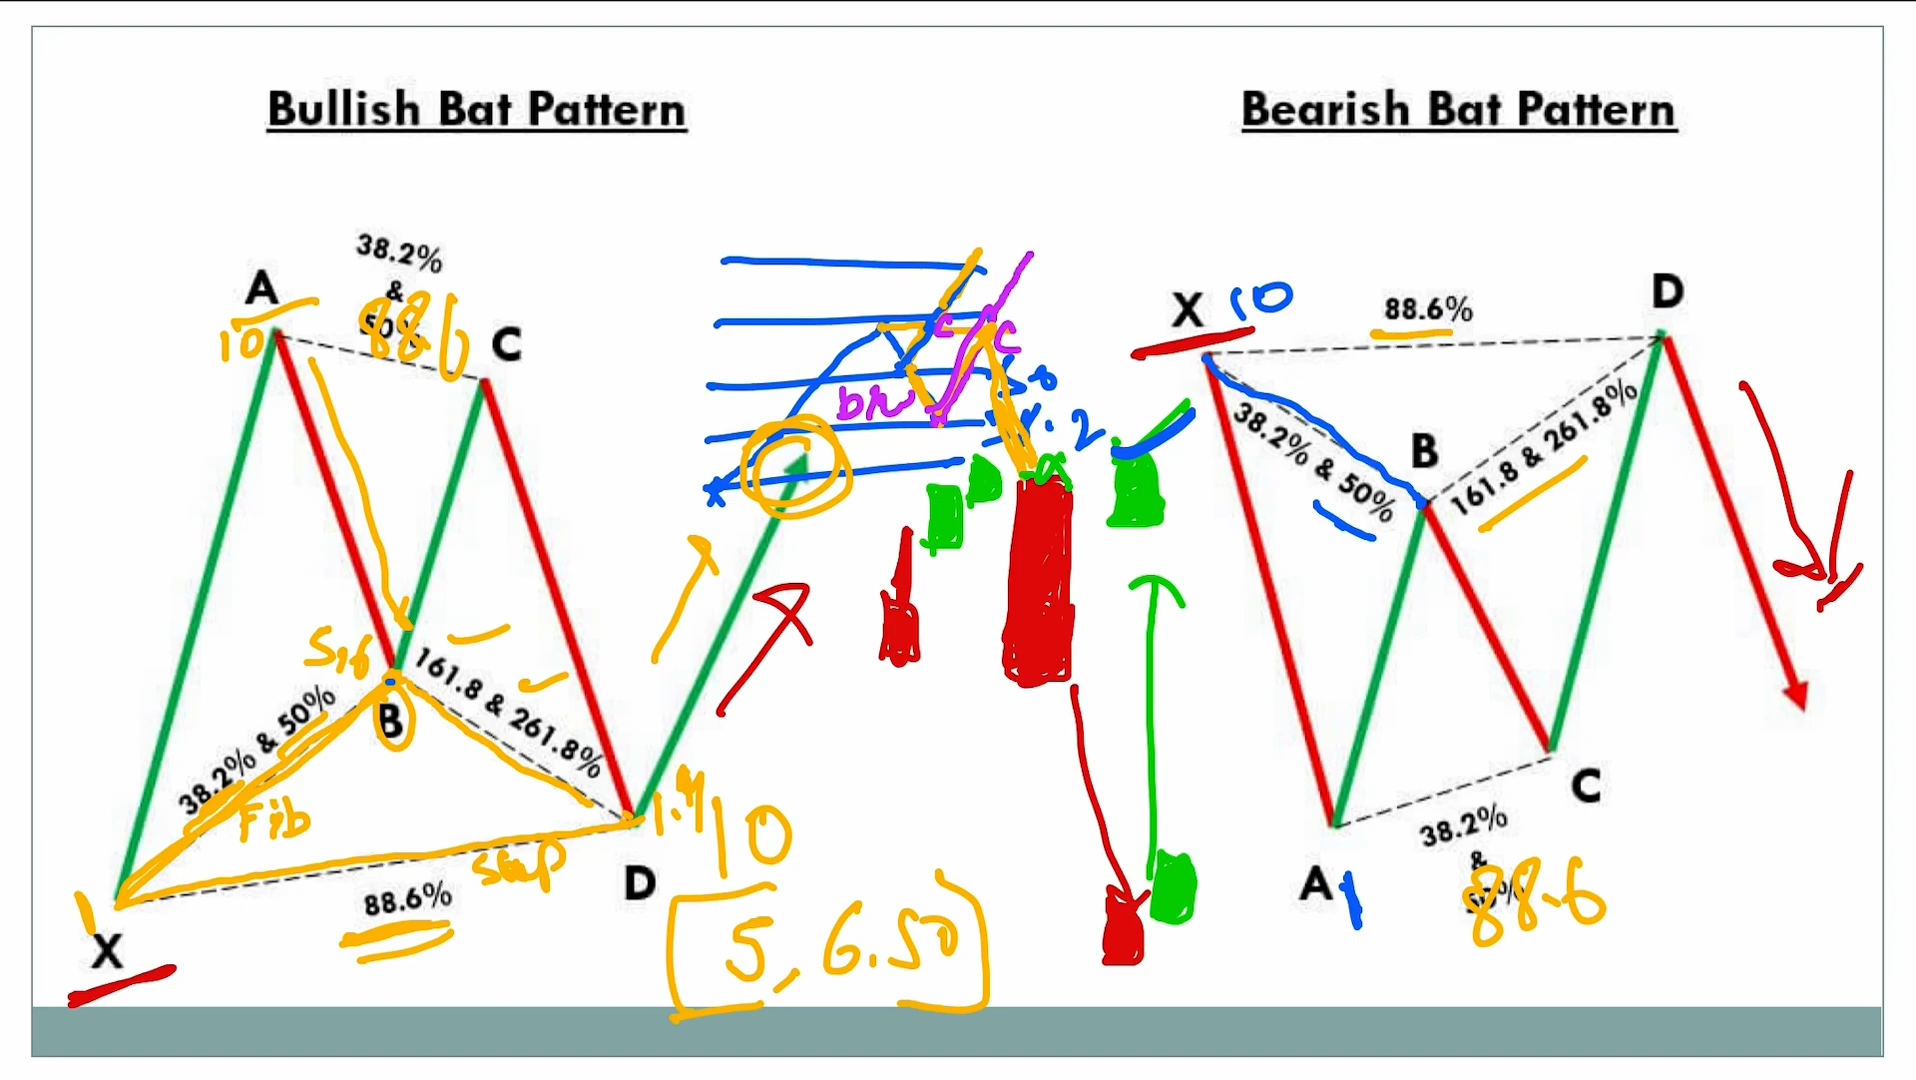 Bullish Bat Pattern
Bearish Bat Pattern
38.2%
&
50%
886
A
10
C
X
10
88.6%
D
38.2% & 50%
B
161.8 & 261.8%
C
br
C
B
161.8 & 261.8%
38.2% & 50%
Fib
88.6%
D
10
X
5, 6.50
C
A
1
38.2%
&
88.6